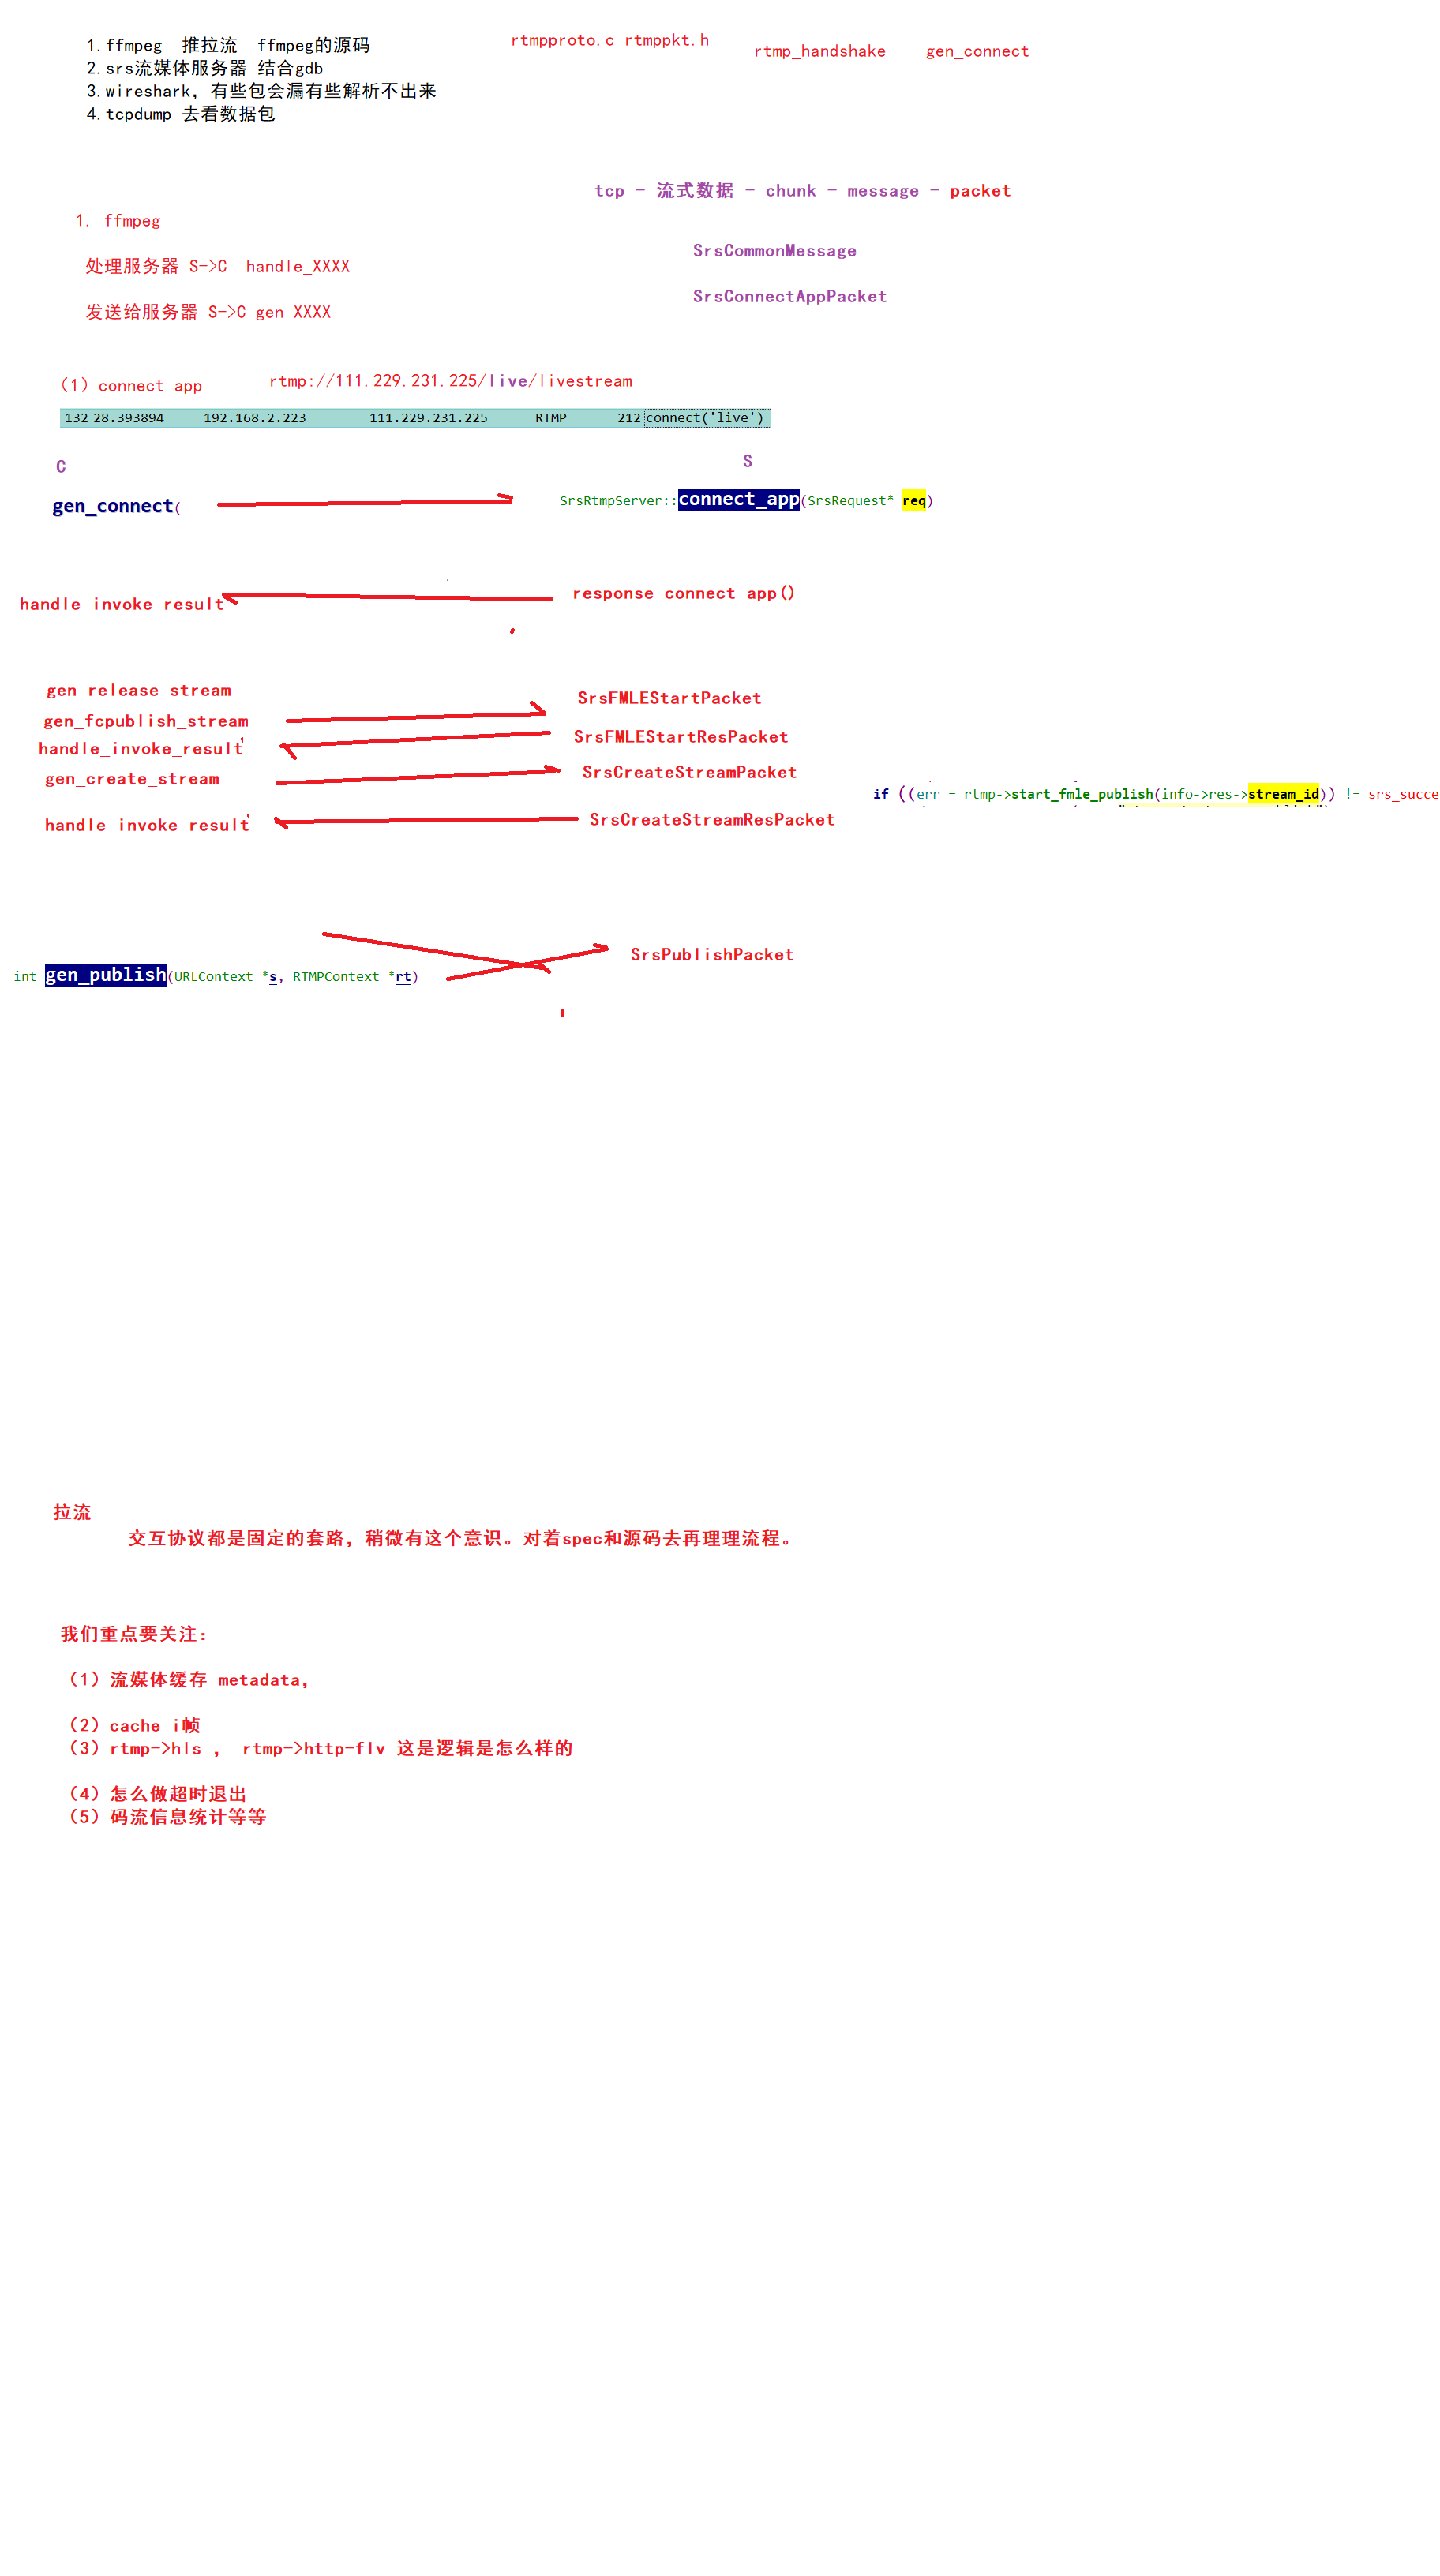 1.ffmpeg 推拉流 ffmpeg的源码
2.srs流媒体服务器 结合gdb
3.wireshark，有些包会漏有些解析不出来
4.tcpdump 去看数据包
rtmpproto.c rtmppkt.h
rtmp_handshake gen_connect
tcp - 流式数据 - chunk - message - packet
1. ffmpeg
SrsCommonMessage
处理服务器 S->C handle_XXXX
SrsConnectAppPacket
发送给服务器 S->C gen_XXXX
（1）connect app rtmp://111.229.231.225/live/livestream
132 28.393894 192.168.2.223 111.229.231.225 RTMP 212 connect('live')
C S
gen_connect( SrsRtmpServer::connect_app(SrsRequest* req)
handle_invoke_result response_connect_app()
gen_release_stream
SrsFMLEStartPacket
gen_fcpublish_stream
handle_invoke_result SrsFMLEStartResPacket
gen_create_stream SrsCreateStreamPacket
if ((err = rtmp->start_fmle_publish(info->res->stream_id)) != srs_succe
handle_invoke_result SrsCreateStreamResPacket
SrsPublishPacket
int gen_publish(URLContext *s, RTMPContext *rt)
拉流
交互协议都是固定的套路，稍微有这个意识。对着spec和源码去再理理流程。
我们重点要关注：
（1）流媒体缓存 metadata，
（2）cache i帧
（3）rtmp->hls ， rtmp->http-flv 这是逻辑是怎么样的
（4）怎么做超时退出
（5）码流信息统计等等